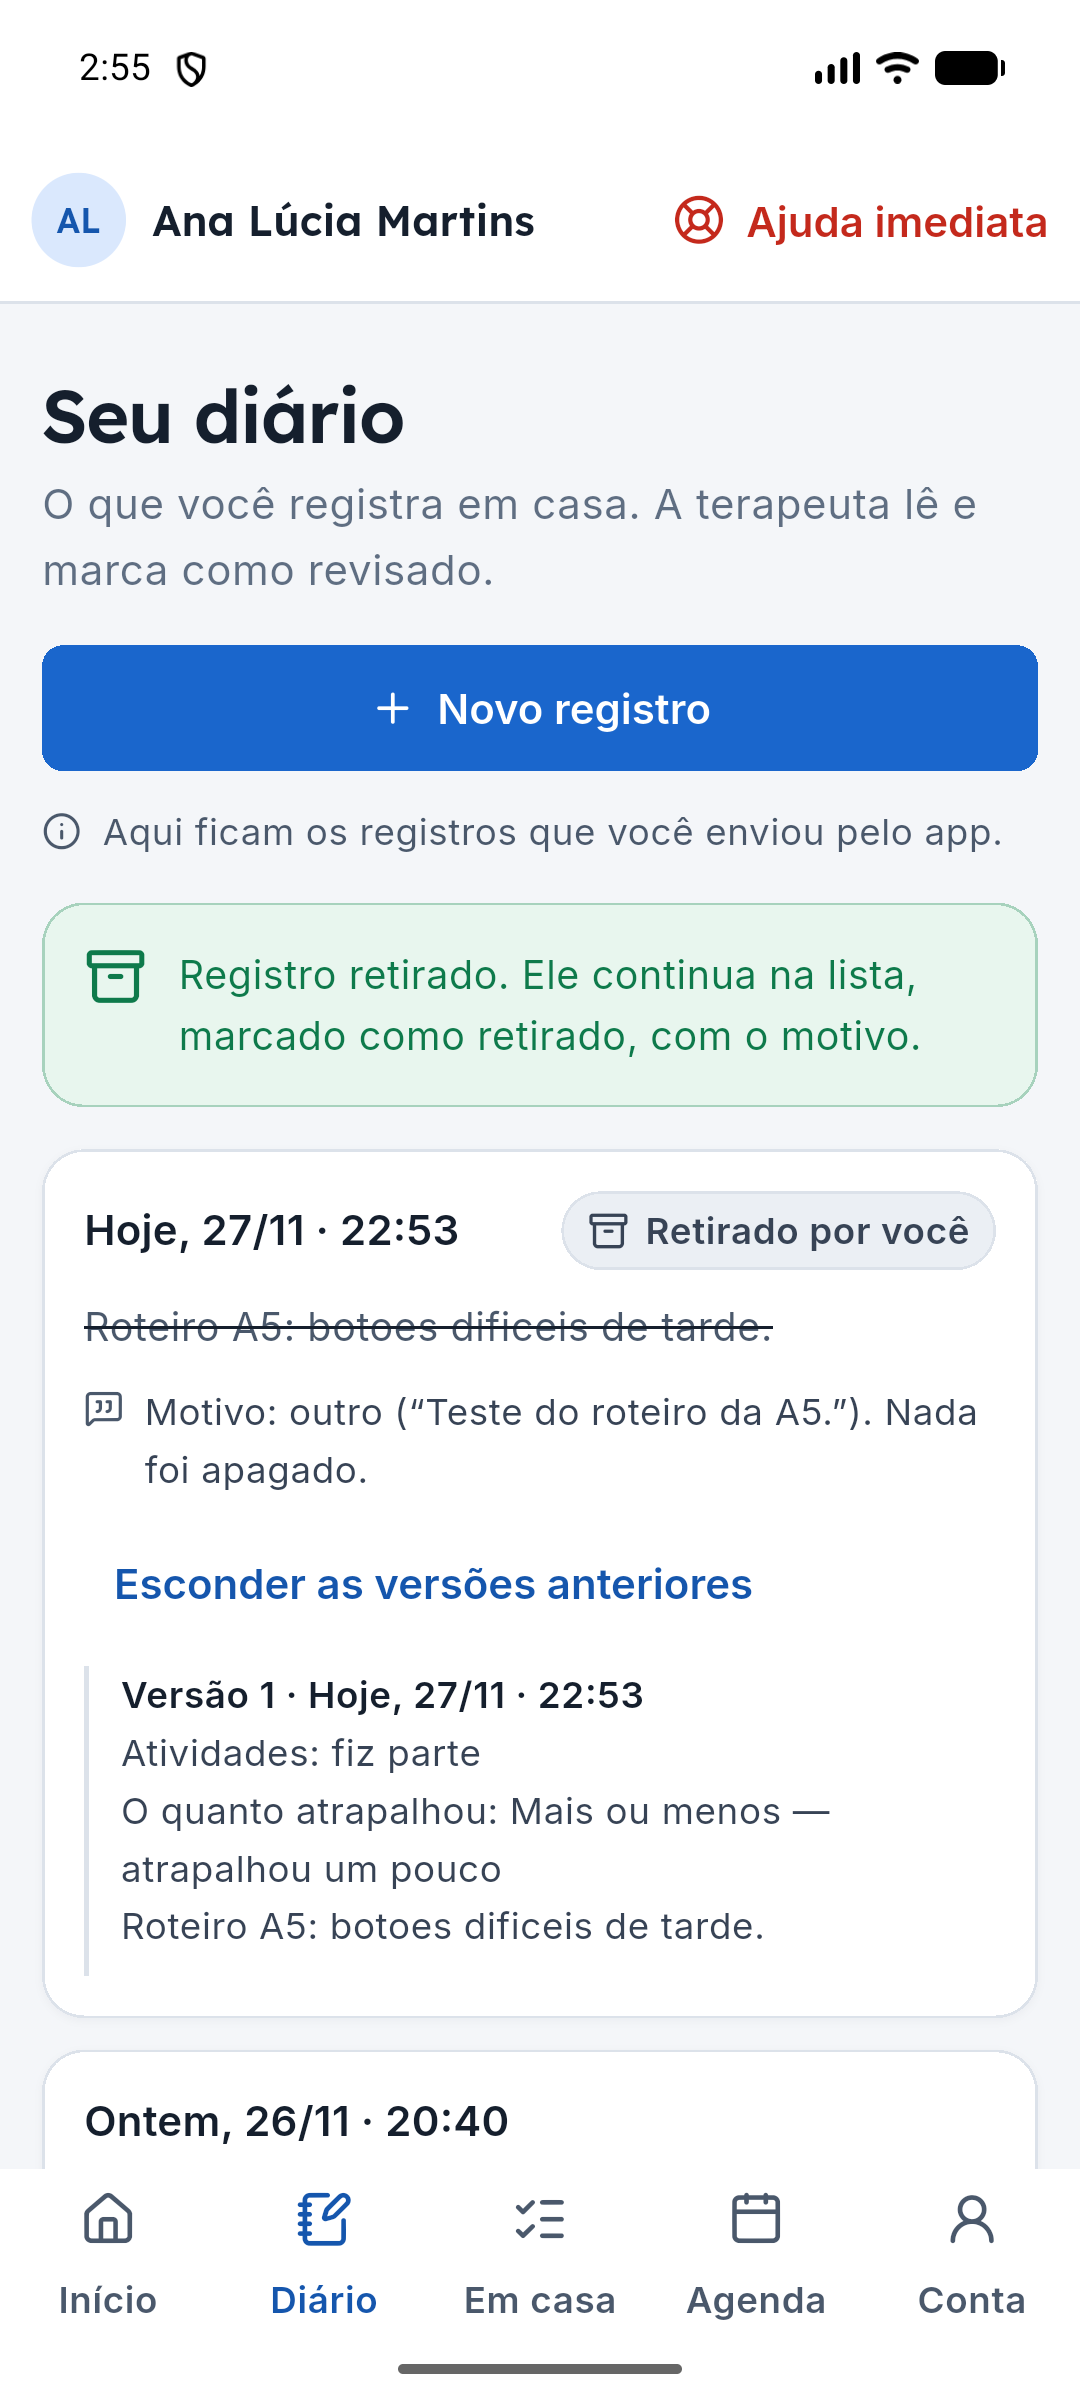 2:55
AL
Ana Lúcia Martins
Ajuda imediata
Seu diário
O que você registra em casa. A terapeuta lê e
marca como revisado.
Novo registro
Aqui ficam os registros que você enviou pelo app.
Registro retirado. Ele continua na lista,
marcado como retirado, com o motivo.
Hoje, 27/11 · 22:53
Retirado por você
Roteiro A5: botoes dificeis de tarde.
Motivo: outro (“Teste do roteiro da A5.”). Nada
foi apagado.
Esconder as versões anteriores
Versão 1 · Hoje, 27/11 · 22:53
Atividades: fiz parte
O quanto atrapalhou: Mais ou menos —
atrapalhou um pouco
Roteiro A5: botoes dificeis de tarde.
Ontem, 26/11 · 20:40
Início
Diário
Em casa
Agenda
Conta